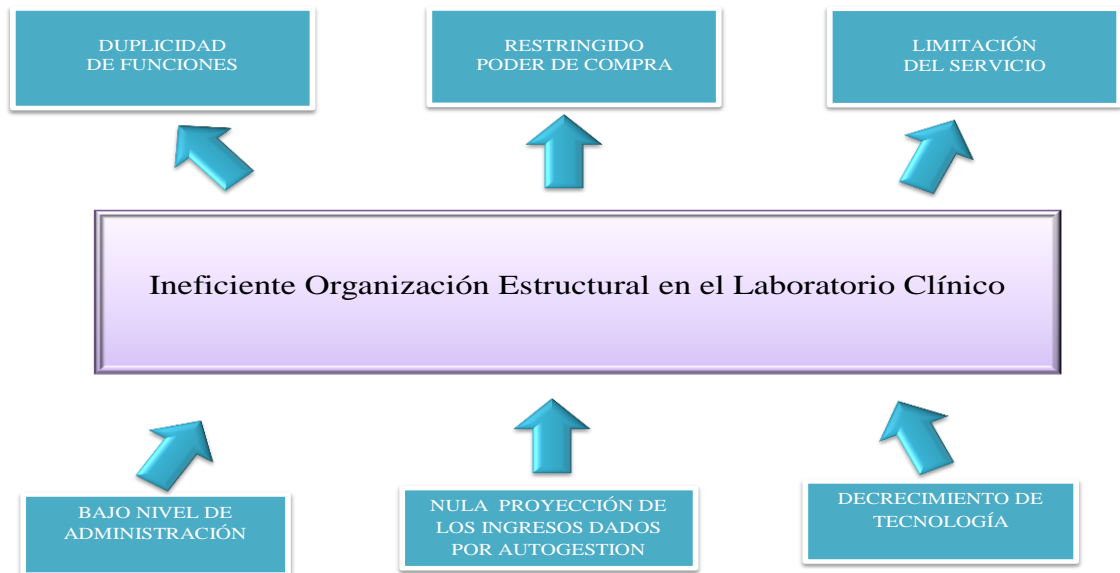 DUPLICIDAD
DE FUNCIONES
RESTRINGIDO
PODER DE COMPRA
LIMITACIÓN
DEL SERVICIO
Ineficiente Organización Estructural en el Laboratorio Clínico
BAJO NIVEL DE
ADMINISTRACIÓN
NULA PROYECCIÓN DE
LOS INGRESOS DADOS
POR AUTOGESTION
DECRECIMIENTO DE
TECNOLOGÍA